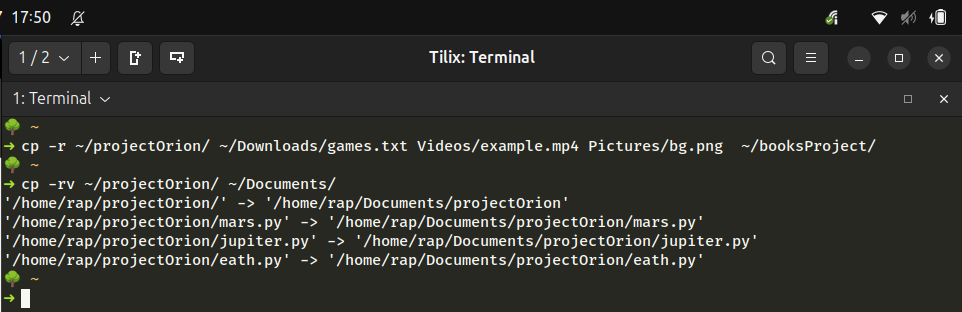 17:50
1 / 2
Tilix: Terminal
1: Terminal
~
➜ cp -r ~/projectOrion/ ~/Downloads/games.txt Videos/example.mp4 Pictures/bg.png  ~/booksProject/
~
➜ cp -rv ~/projectOrion/ ~/Documents/
'/home/rap/projectOrion/' -> '/home/rap/Documents/projectOrion'
'/home/rap/projectOrion/mars.py' -> '/home/rap/Documents/projectOrion/mars.py'
'/home/rap/projectOrion/jupiter.py' -> '/home/rap/Documents/projectOrion/jupiter.py'
'/home/rap/projectOrion/eath.py' -> '/home/rap/Documents/projectOrion/eath.py'
~
➜